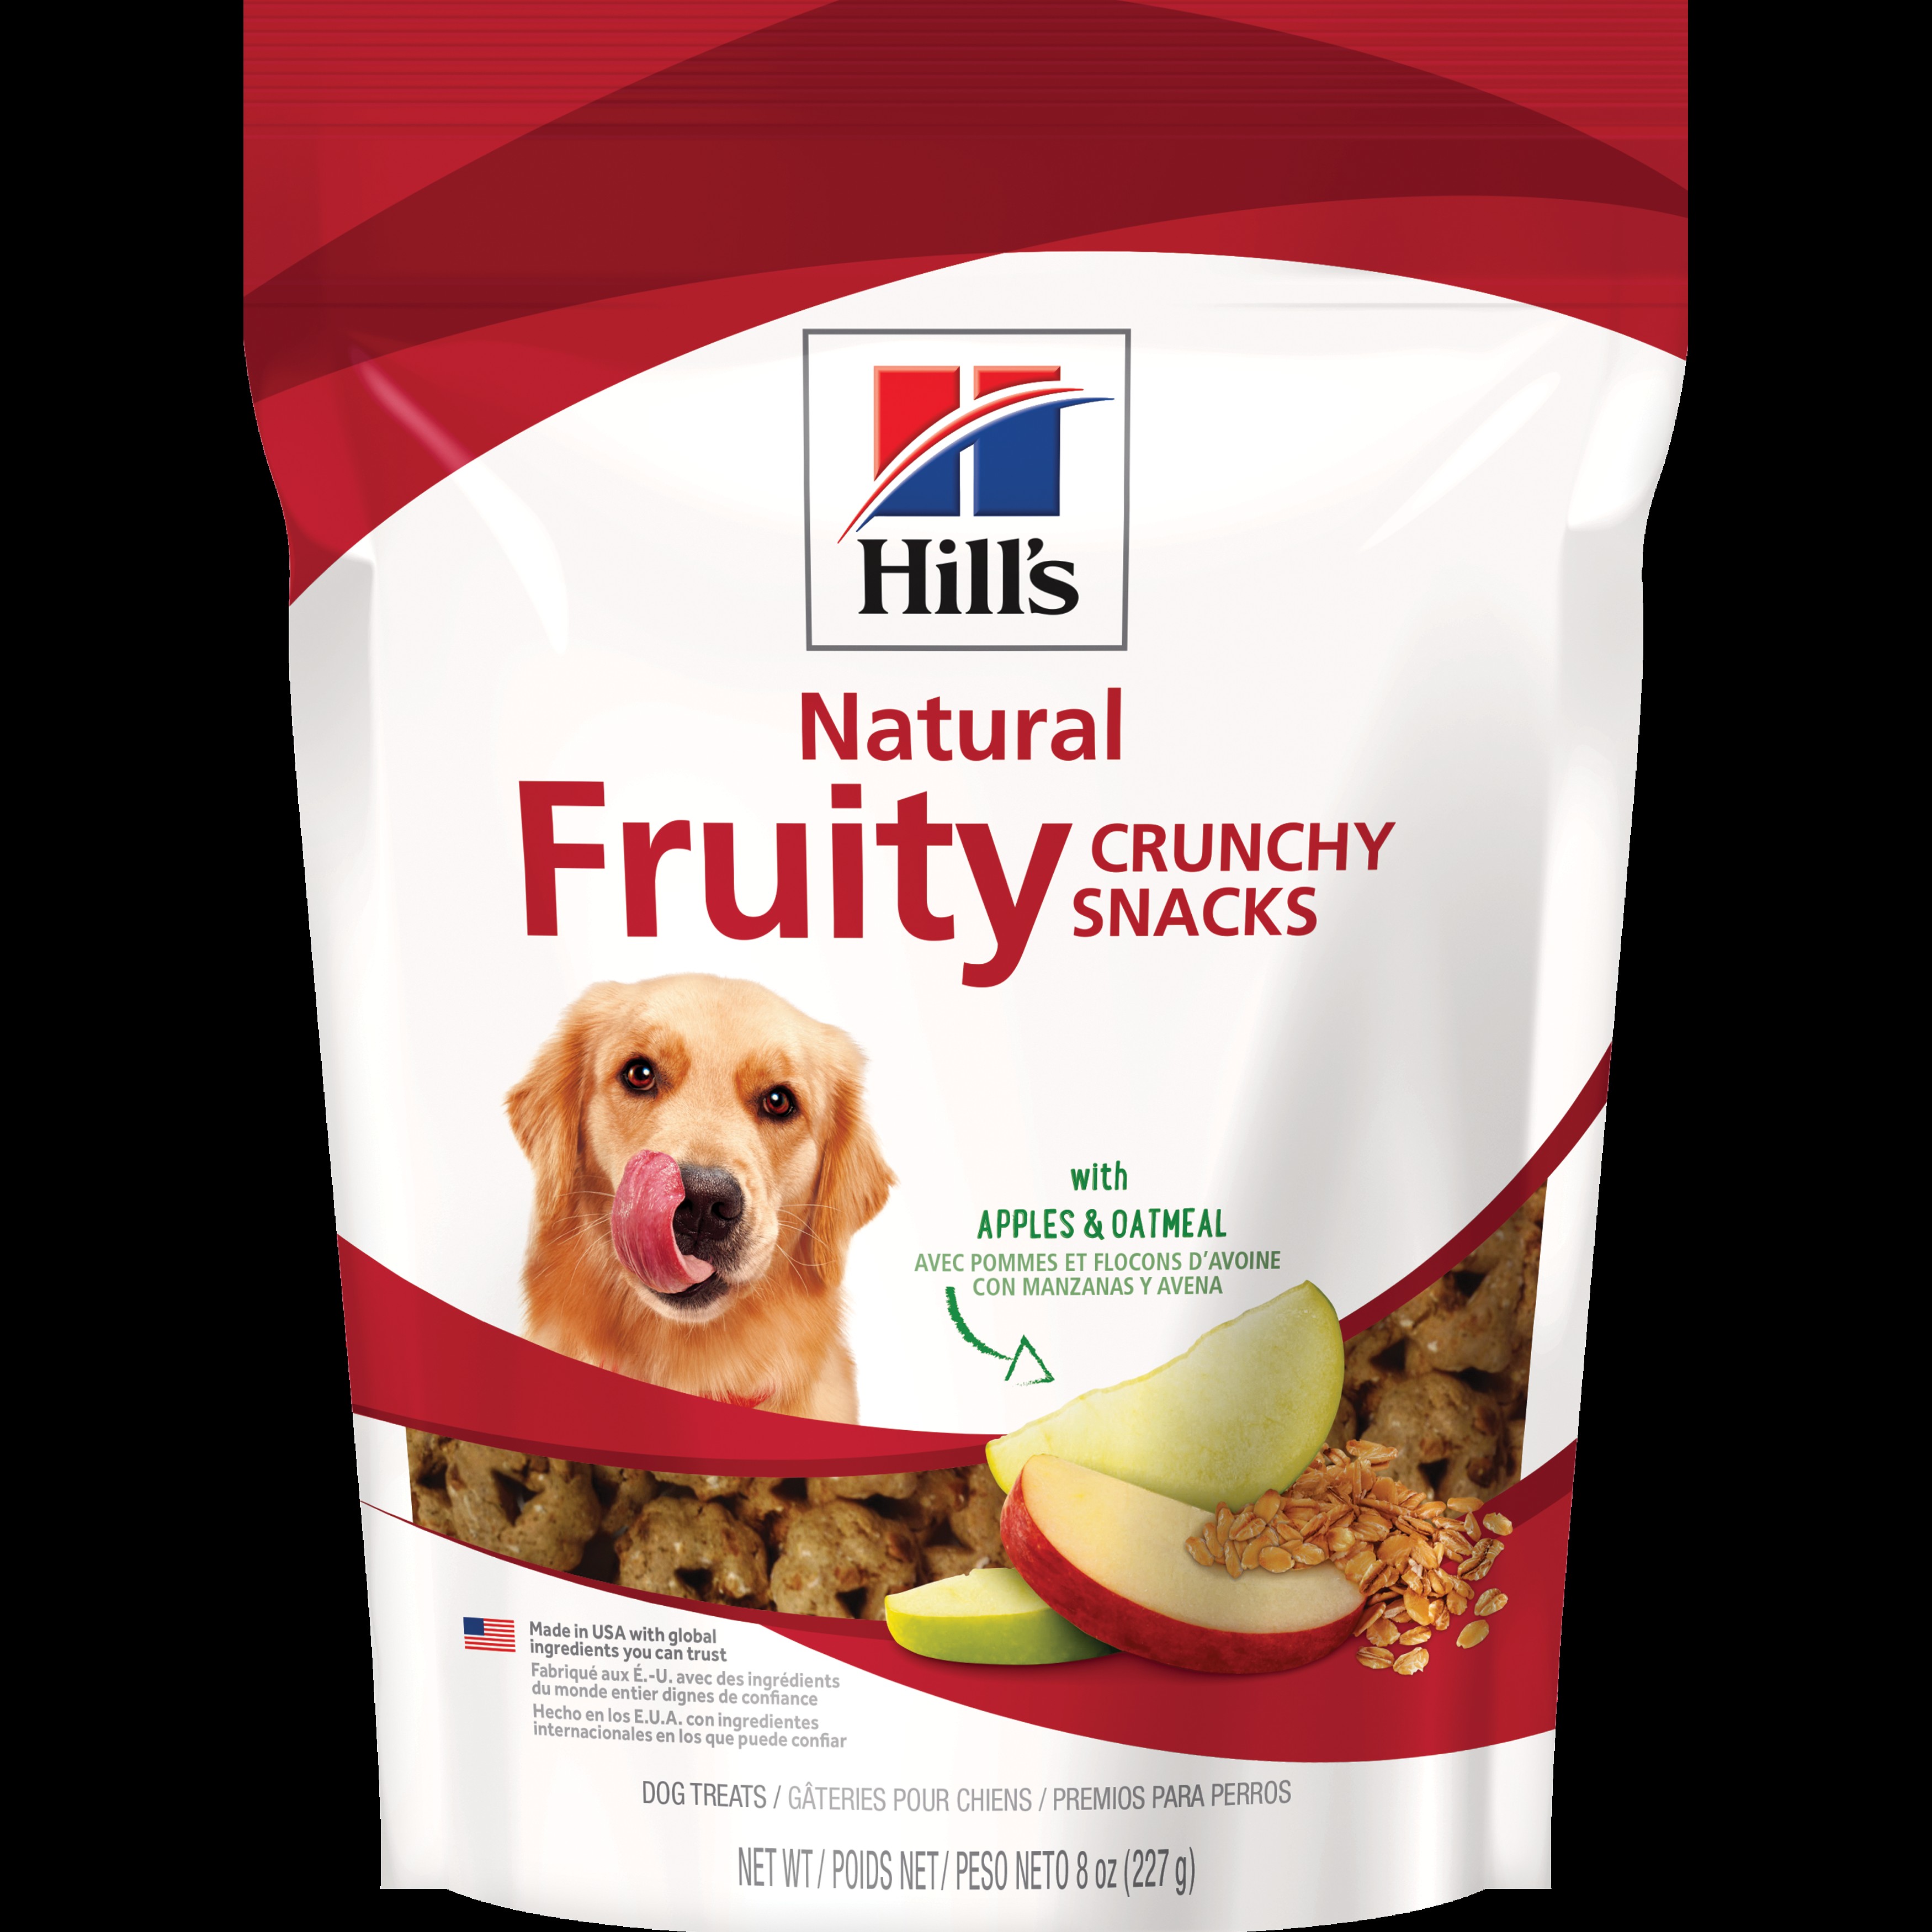 Hill's
Natural
Fruity CRUNCHY
SNACKS
with
APPLES & OATMEAL
AVEC POMMES ET FLOCONS D'AVOINE
CON MANZANAS Y AVENA
Made in USA with global
ingredients you can trust
Fabriqué aux É.-U. avec des ingrédients
du monde entier dignes de confiance
Hecho en los E.U.A. con ingredientes
internacionales en los que puede confiar
DOG TREATS / GÂTERIES POUR CHIENS / PREMIOS PARA PERROS
NET WT / POIDS NET / PESO NETO 8 oz (227 g)